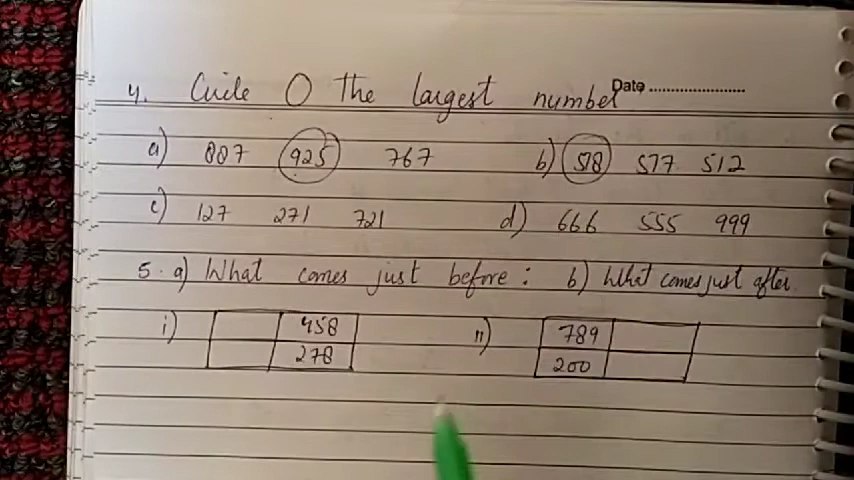 Date ........................
4. Circle O the largest number
a) 887 925 767 b) 578 577 512
c) 127 271 721 d) 666 555 999
5. a) What comes just before : b) What comes just after.
i) 458 ii) 789
278 200